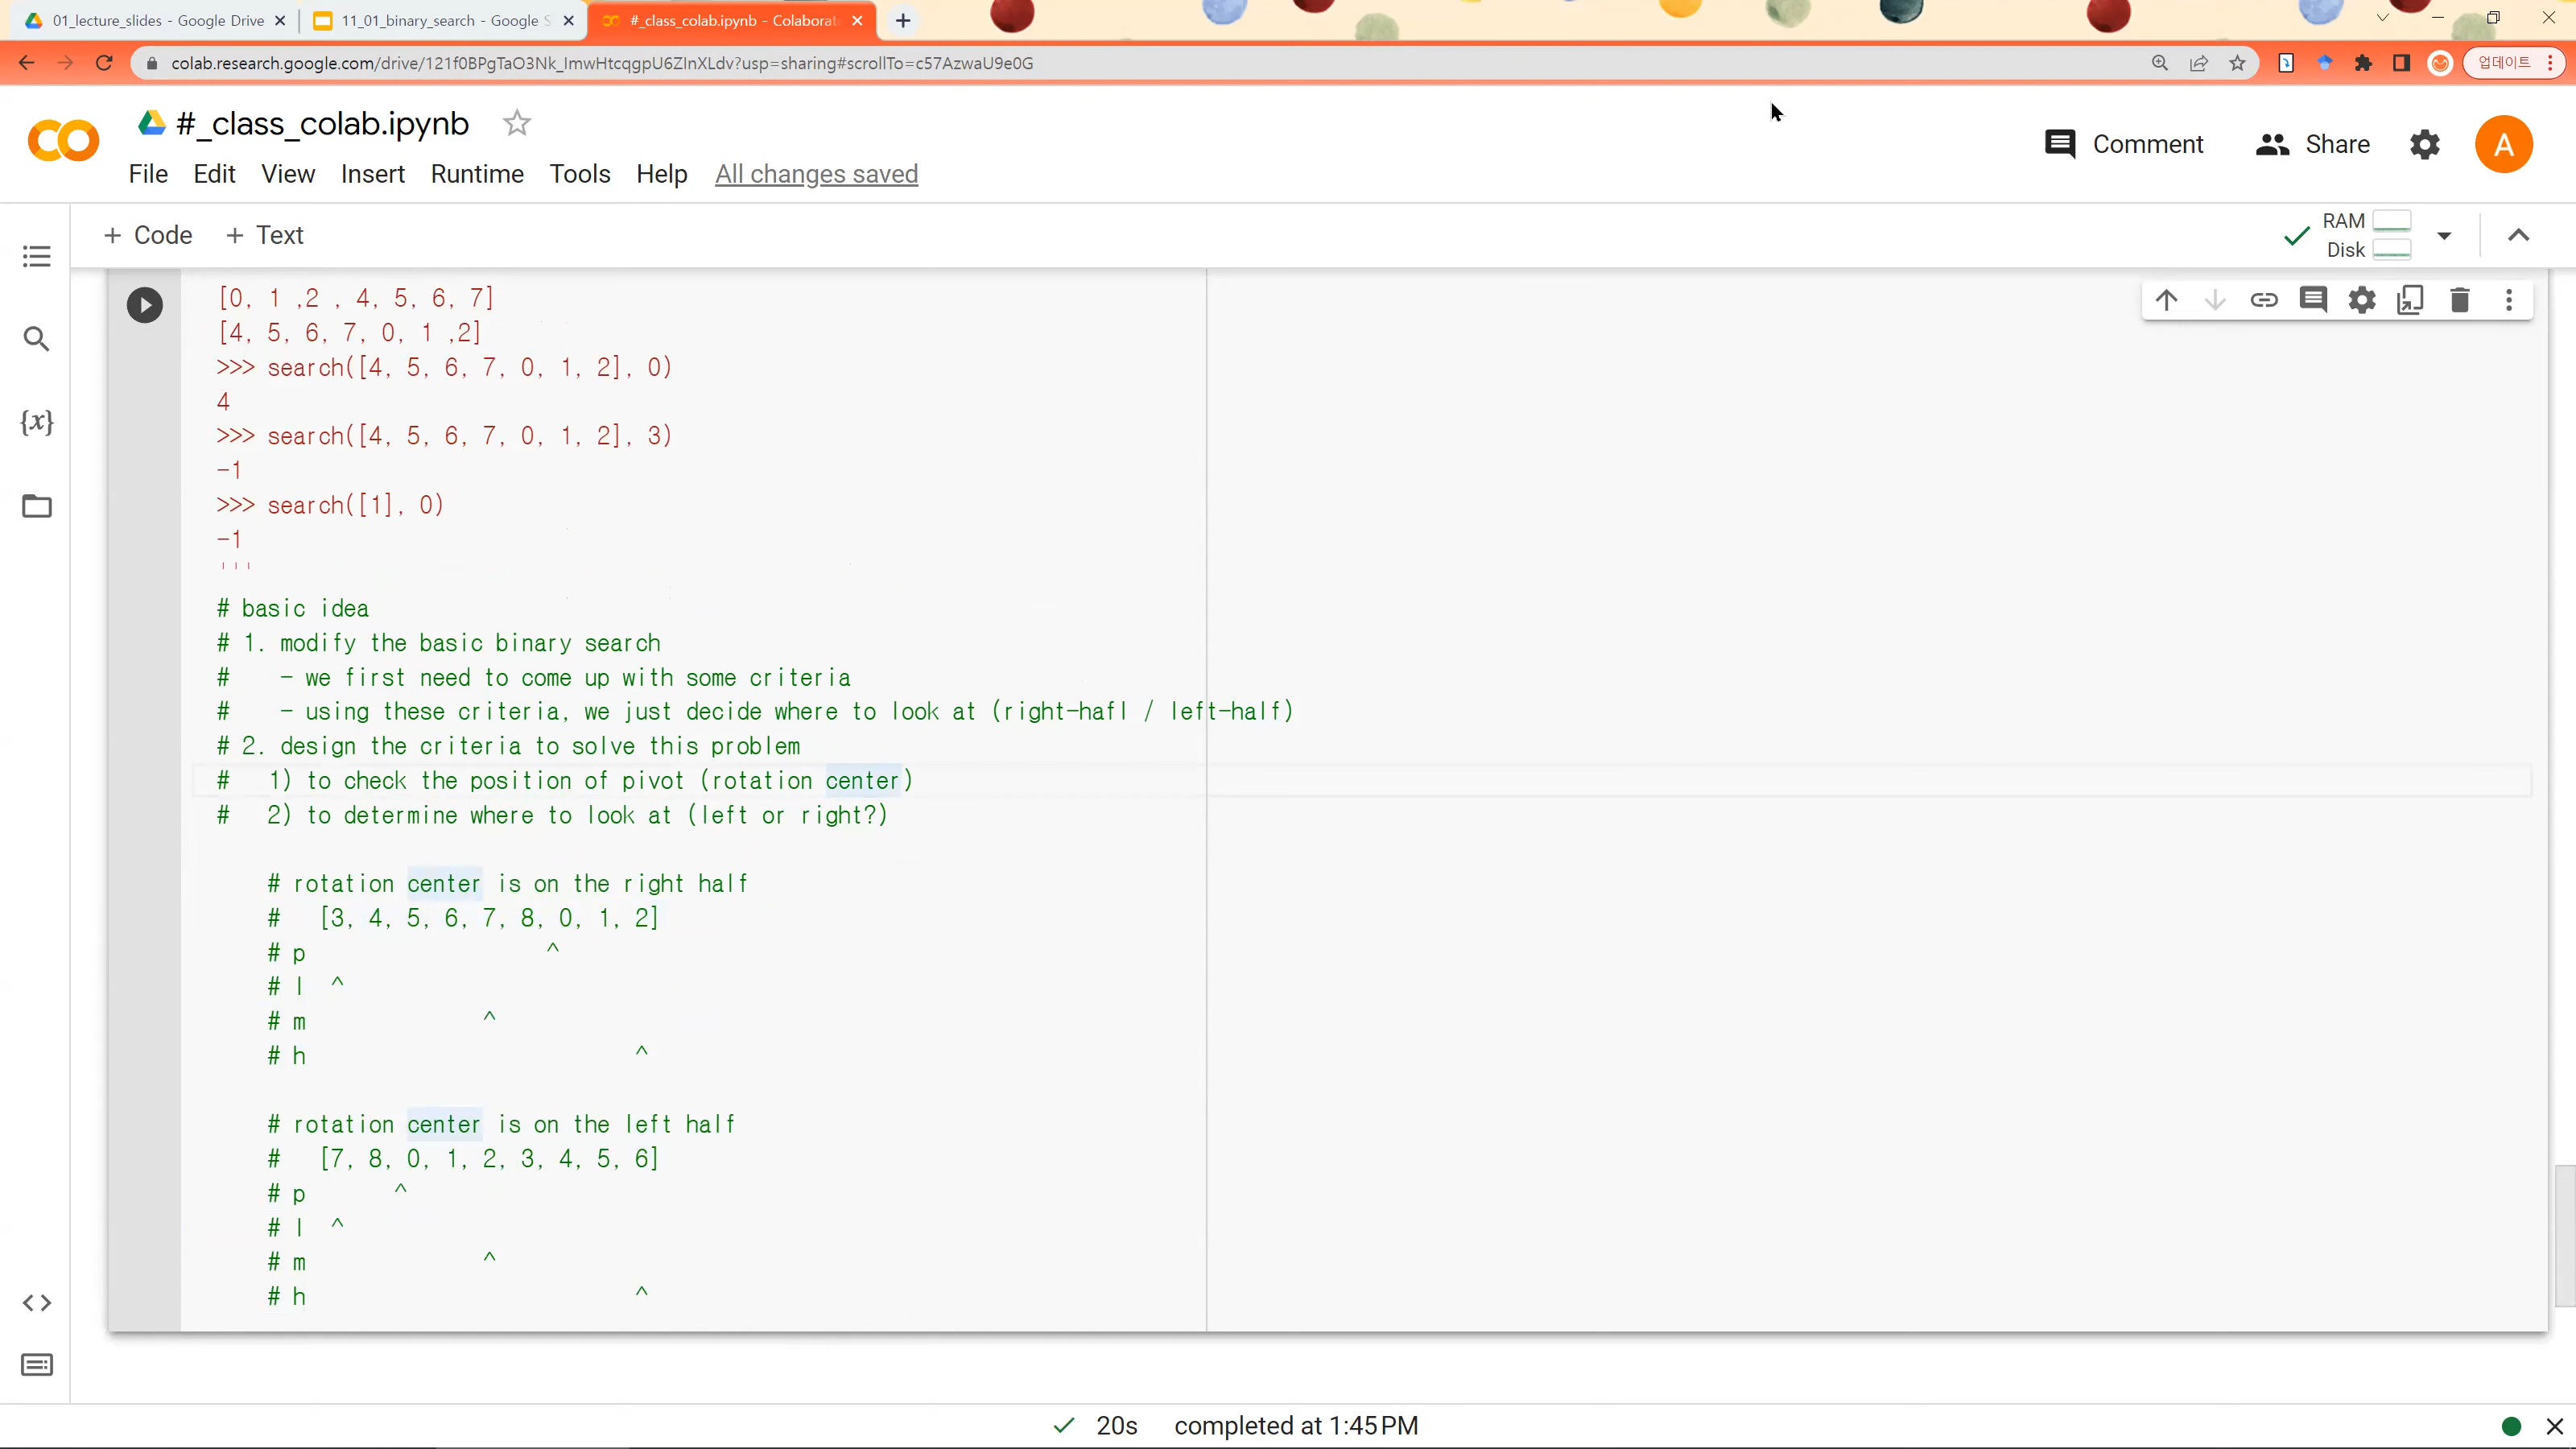 01_lecture_slides - Google Drive
11_01_binary_search - Google S
#_class_colab.ipynb - Colaborat
colab.research.google.com/drive/121f0BPgTaO3Nk_ImwHtcqgpU6ZInXLdv?usp=sharing#scrollTo=c57AzwaU9e0G
업데이트
#_class_colab.ipynb
Comment
Share
A
File Edit View Insert Runtime Tools Help All changes saved
+ Code + Text
RAM
Disk
[0, 1 ,2 , 4, 5, 6, 7]
[4, 5, 6, 7, 0, 1 ,2]
>>> search([4, 5, 6, 7, 0, 1, 2], 0)
4
>>> search([4, 5, 6, 7, 0, 1, 2], 3)
-1
>>> search([1], 0)
-1
'''
# basic idea
# 1. modify the basic binary search
#    - we first need to come up with some criteria
#    - using these criteria, we just decide where to look at (right-hafl / left-half)
# 2. design the criteria to solve this problem
#   1) to check the position of pivot (rotation center)
#   2) to determine where to look at (left or right?)
# rotation center is on the right half
#   [3, 4, 5, 6, 7, 8, 0, 1, 2]
# p                   ^
# l  ^
# m              ^
# h                          ^
# rotation center is on the left half
#   [7, 8, 0, 1, 2, 3, 4, 5, 6]
# p       ^
# l  ^
# m              ^
# h                          ^
20s completed at 1:45 PM